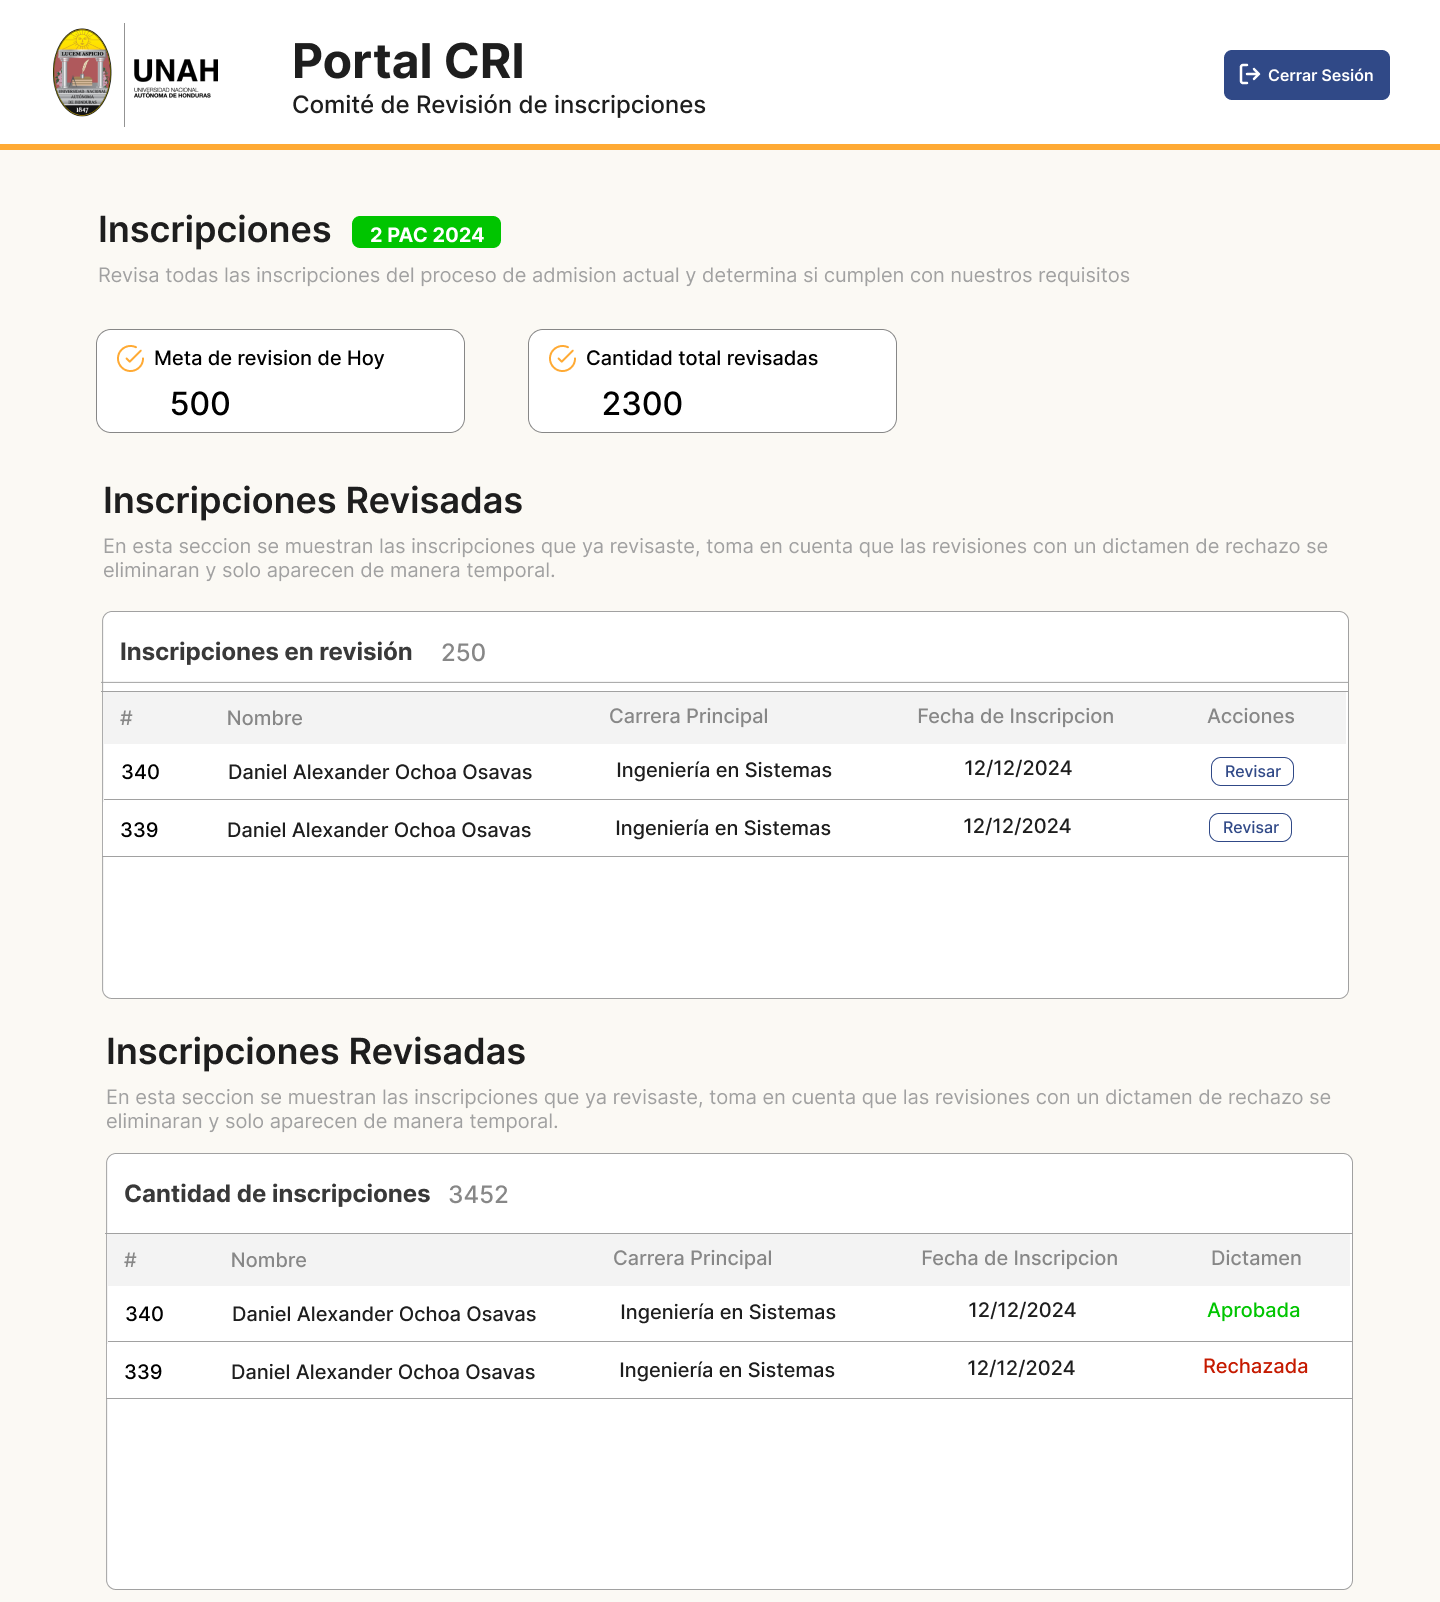 LUCEM ASPICIO
UNIVERSIDAD NACIONAL
AUTÓNOMA
DE HONDURAS
1847
UNAH
UNIVERSIDAD NACIONAL
AUTÓNOMA DE HONDURAS
Portal CRI
Comité de Revisión de inscripciones
Cerrar Sesión
Inscripciones 2 PAC 2024
Revisa todas las inscripciones del proceso de admision actual y determina si cumplen con nuestros requisitos
Meta de revision de Hoy
500
Cantidad total revisadas
2300
Inscripciones Revisadas
En esta seccion se muestran las inscripciones que ya revisaste, toma en cuenta que las revisiones con un dictamen de rechazo se
eliminaran y solo aparecen de manera temporal.
Inscripciones en revisión 250
# Nombre Carrera Principal Fecha de Inscripcion Acciones
340 Daniel Alexander Ochoa Osavas Ingeniería en Sistemas 12/12/2024 Revisar
339 Daniel Alexander Ochoa Osavas Ingeniería en Sistemas 12/12/2024 Revisar
Inscripciones Revisadas
En esta seccion se muestran las inscripciones que ya revisaste, toma en cuenta que las revisiones con un dictamen de rechazo se
eliminaran y solo aparecen de manera temporal.
Cantidad de inscripciones 3452
# Nombre Carrera Principal Fecha de Inscripcion Dictamen
340 Daniel Alexander Ochoa Osavas Ingeniería en Sistemas 12/12/2024 Aprobada
339 Daniel Alexander Ochoa Osavas Ingeniería en Sistemas 12/12/2024 Rechazada